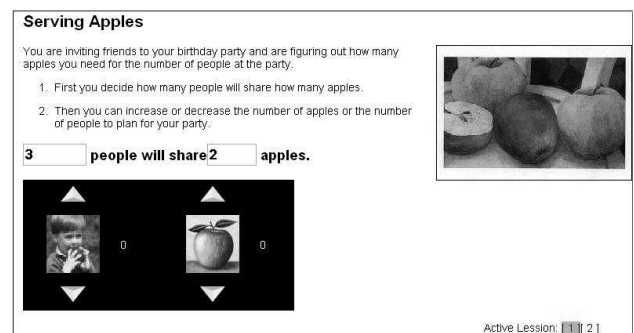 Serving Apples
You are inviting friends to your birthday party and are figuring out how many
apples you need for the number of people at the party.
1. First you decide how many people will share how many apples.
2. Then you can increase or decrease the number of apples or the number
of people to plan for your party.
3 people will share 2 apples.
0 0
Active Lession: [ 1 ][ 2 ]